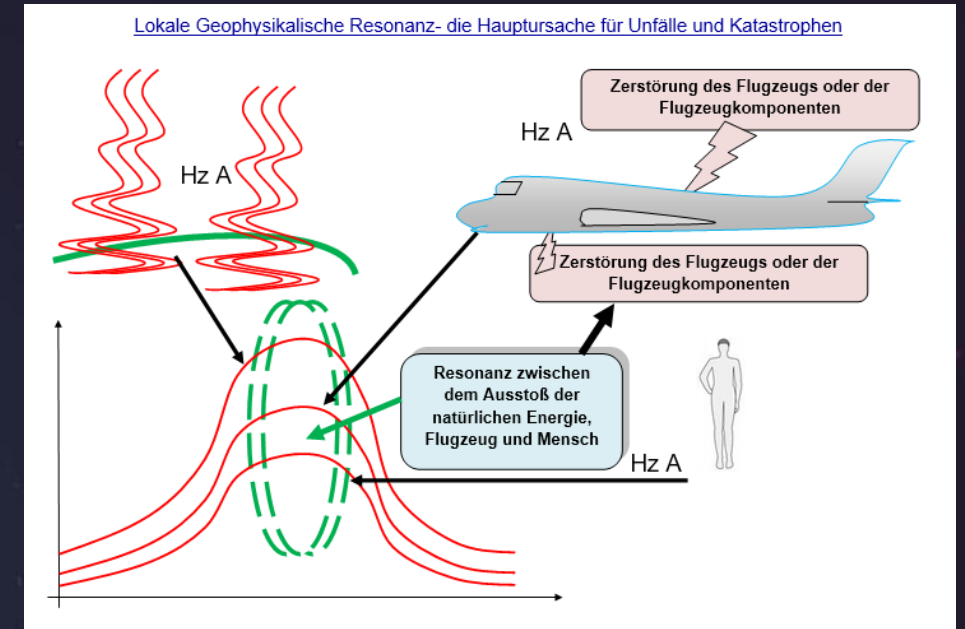 Lokale Geophysikalische Resonanz- die Hauptursache für Unfälle und Katastrophen
Zerstörung des Flugzeugs oder der
Flugzeugkomponenten
Hz A
Hz A
Zerstörung des Flugzeugs oder der
Flugzeugkomponenten
Resonanz zwischen
dem Ausstoß der
natürlichen Energie,
Flugzeug und Mensch
Hz A